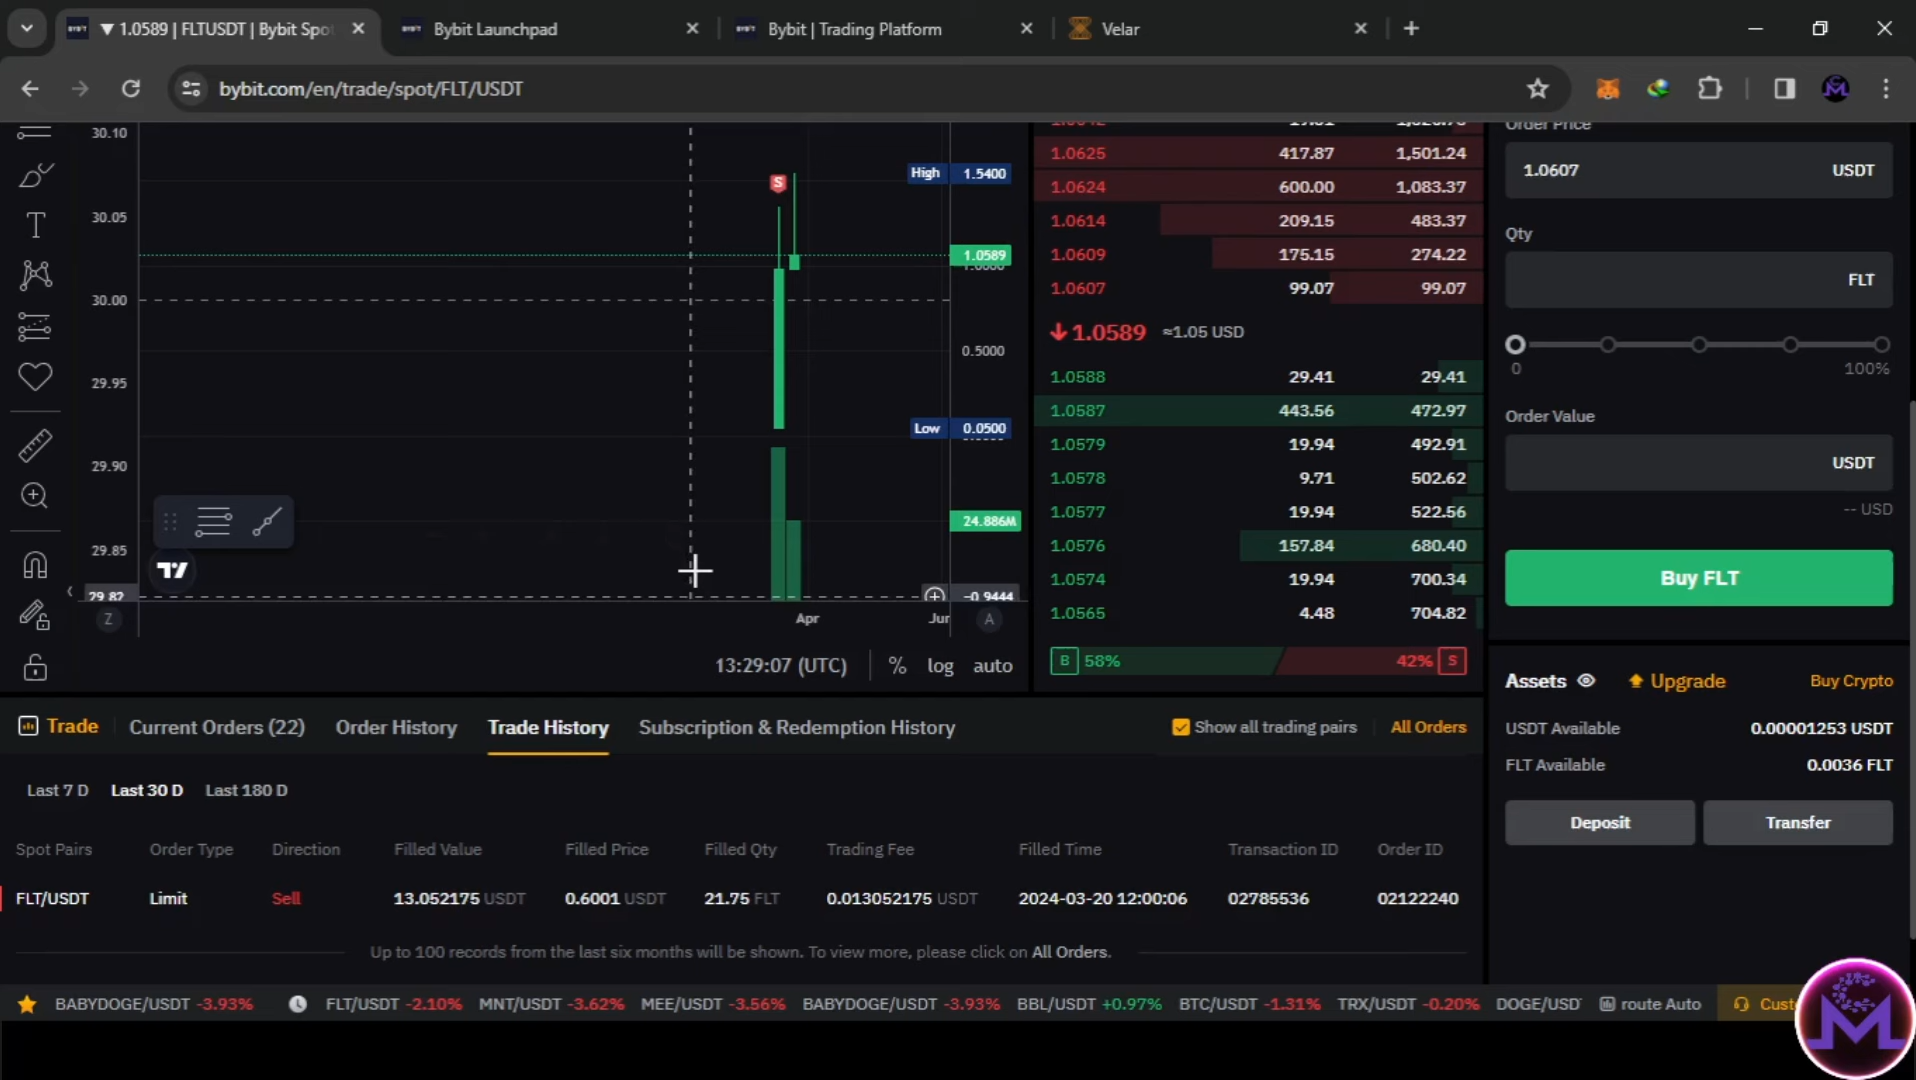 ▼ 1.0589 | FLTUSDT | Bybit Spo
Bybit Launchpad
Bybit | Trading Platform
Velar
bybit.com/en/trade/spot/FLT/USDT
30.10
30.05
30.00
29.95
29.90
29.85
29.82
Z
S
High 1.5400
1.0589
0.5000
Low 0.0500
24.886M
-0.9444
Apr
Jun
A
13:29:07 (UTC)
%
log
auto
1.0625 417.87 1,501.24
1.0624 600.00 1,083.37
1.0614 209.15 483.37
1.0609 175.15 274.22
1.0607 99.07 99.07
↓1.0589 ≈1.05 USD
1.0588 29.41 29.41
1.0587 443.56 472.97
1.0579 19.94 492.91
1.0578 9.71 502.62
1.0577 19.94 522.56
1.0576 157.84 680.40
1.0574 19.94 700.34
1.0565 4.48 704.82
B 58% 42% S
Order Price
1.0607 USDT
Qty
FLT
0 100%
Order Value
USDT
-- USD
Buy FLT
Assets Upgrade Buy Crypto
USDT Available 0.00001253 USDT
FLT Available 0.0036 FLT
Deposit Transfer
Trade Current Orders (22) Order History Trade History Subscription & Redemption History Show all trading pairs All Orders
Last 7 D Last 30 D Last 180 D
Spot Pairs Order Type Direction Filled Value Filled Price Filled Qty Trading Fee Filled Time Transaction ID Order ID
FLT/USDT Limit Sell 13.052175 USDT 0.6001 USDT 21.75 FLT 0.013052175 USDT 2024-03-20 12:00:06 02785536 02122240
Up to 100 records from the last six months will be shown. To view more, please click on All Orders.
BABYDOGE/USDT -3.93% FLT/USDT -2.10% MNT/USDT -3.62% MEE/USDT -3.56% BABYDOGE/USDT -3.93% BBL/USDT +0.97% BTC/USDT -1.31% TRX/USDT -0.20% DOGE/USD route Auto Cust